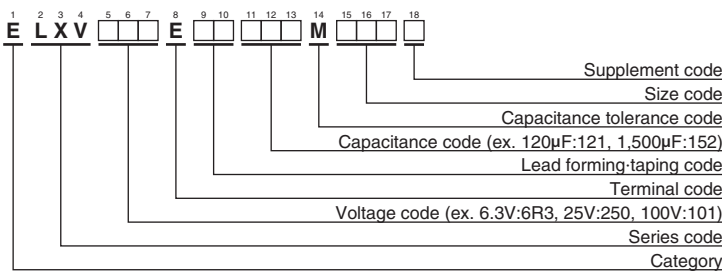 1 2 3 4 5 6 7 8 9 10 11 12 13 14 15 16 17 18
E L X V E M
Supplement code
Size code
Capacitance tolerance code
Capacitance code (ex. 120μF:121, 1,500μF:152)
Lead forming·taping code
Terminal code
Voltage code (ex. 6.3V:6R3, 25V:250, 100V:101)
Series code
Category